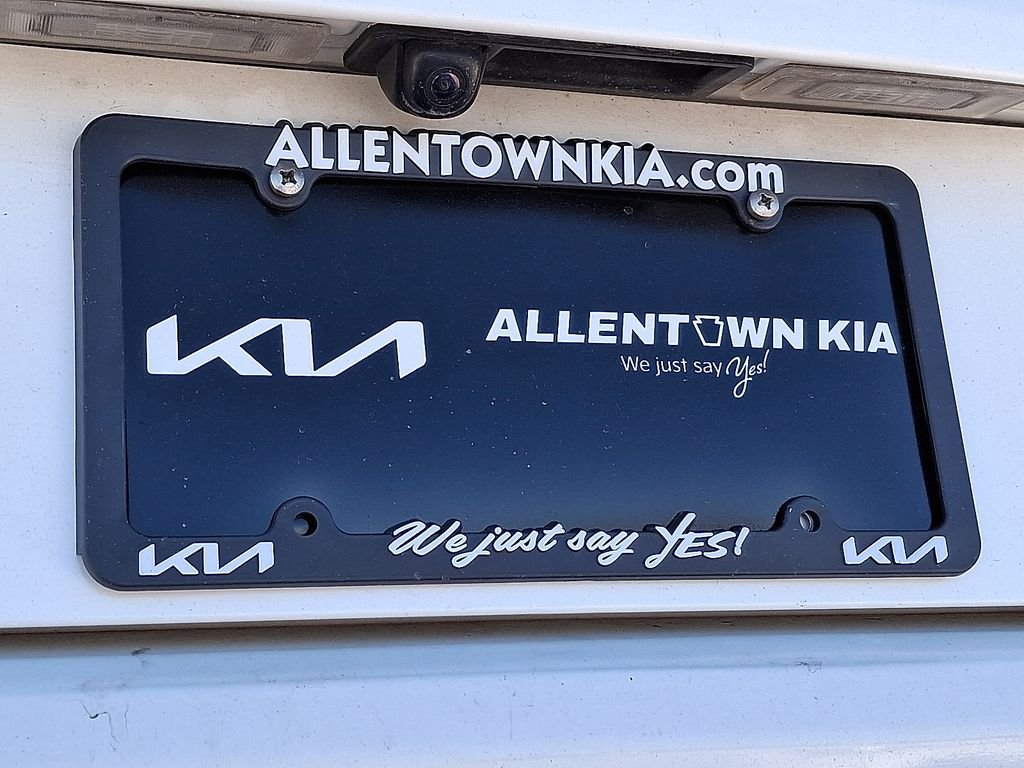 ALLENTOWNKIA.com
KIA
ALLENTOWN KIA
We just say Yes!
We just say YES!
KIA
KIA